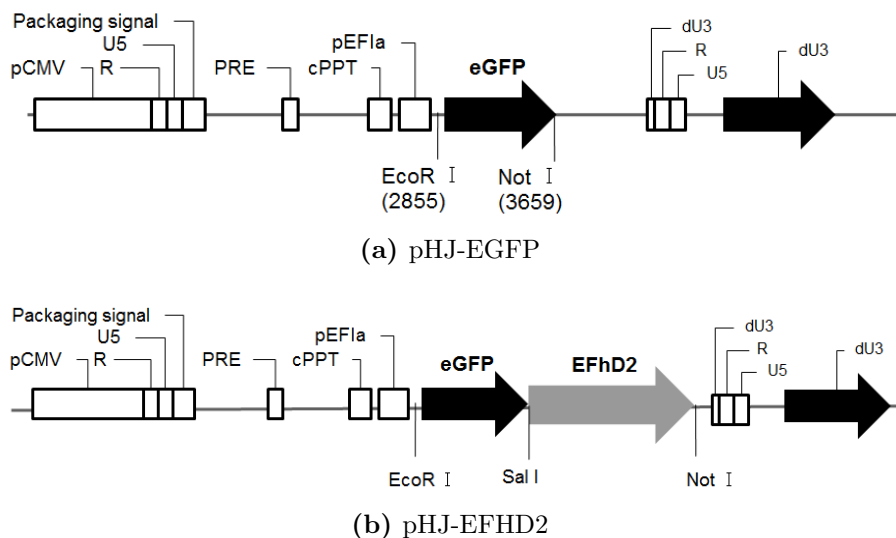 Packaging signal
U5
pCMV
R
PRE
cPPT
pEFIa
eGFP
dU3
R
U5
dU3
EcoR I
(2855)
Not I
(3659)
(a) pHJ-EGFP
Packaging signal
U5
pCMV
R
PRE
cPPT
pEFIa
eGFP
EFhD2
dU3
R
U5
dU3
EcoR I
Sal I
Not I
(b) pHJ-EFHD2